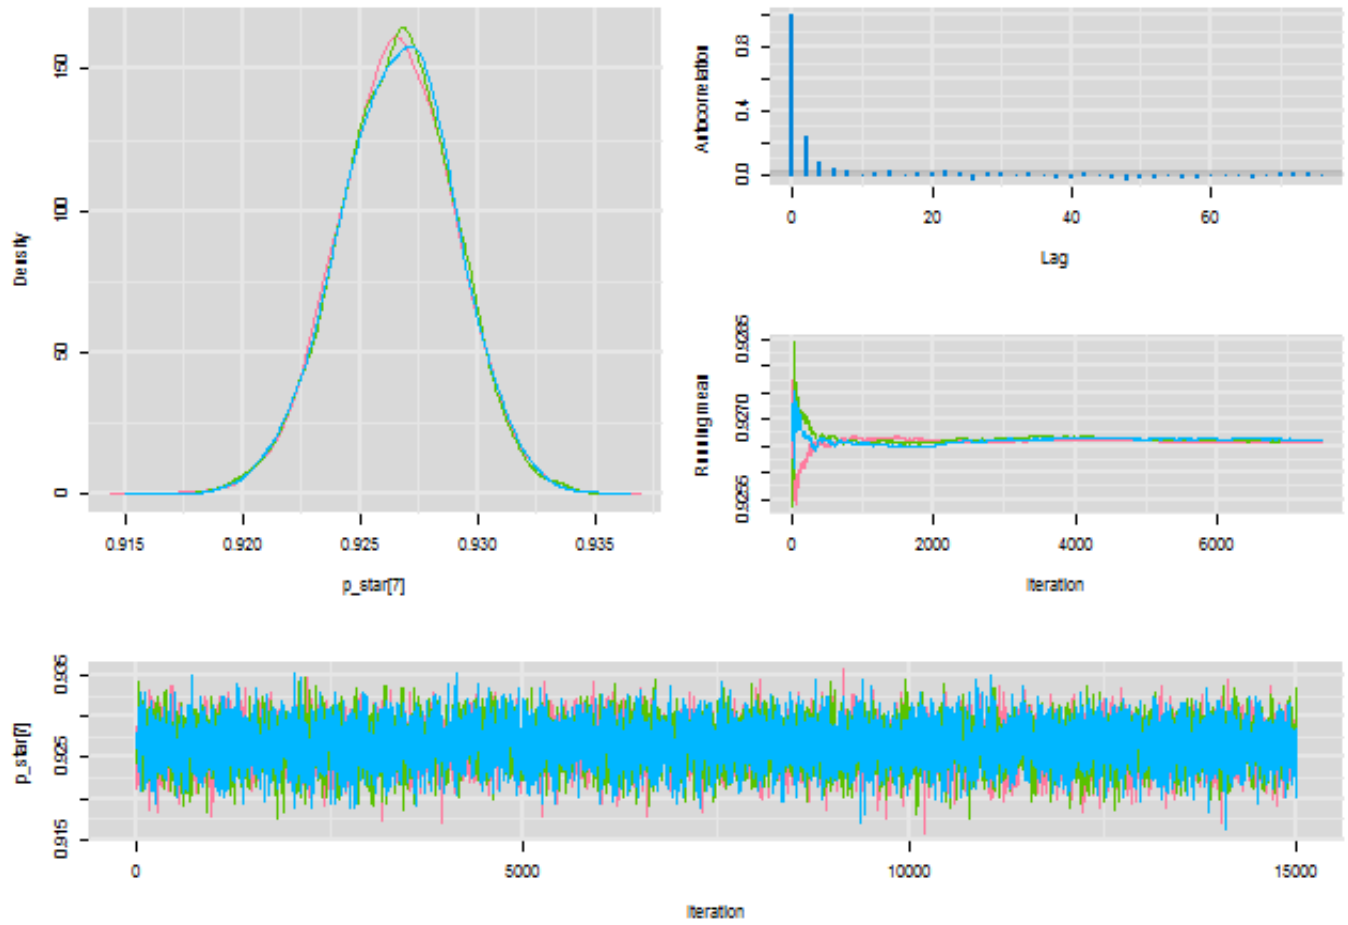 Density
150
100
50
0
0.915 0.920 0.925 0.930 0.935
p_star[7]
Autocorrelation
0.8
0.4
0.0
0 20 40 60
Lag
Running mean
0.9285
0.9270
0.9255
0 2000 4000 6000
Iteration
p_star[7]
0.935
0.925
0.915
0 5000 10000 15000
Iteration